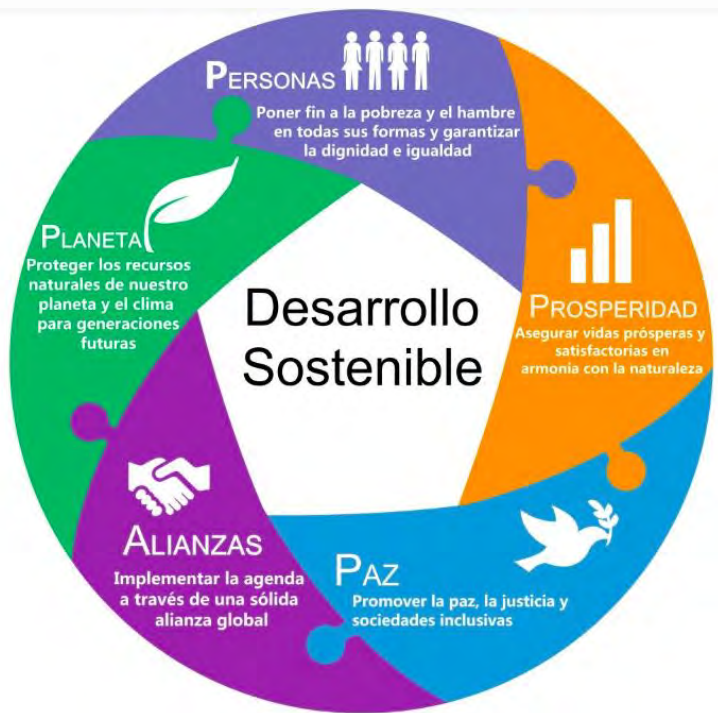 PERSONAS
Poner fin a la pobreza y el hambre
en todas sus formas y garantizar
la dignidad e igualdad
PROSPERIDAD
Asegurar vidas prósperas y
satisfactorias en
armonía con la naturaleza
PAZ
Promover la paz, la justicia y
sociedades inclusivas
ALIANZAS
Implementar la agenda
a través de una sólida
alianza global
PLANETA
Proteger los recursos
naturales de nuestro
planeta y el clima
para generaciones
futuras
Desarrollo
Sostenible